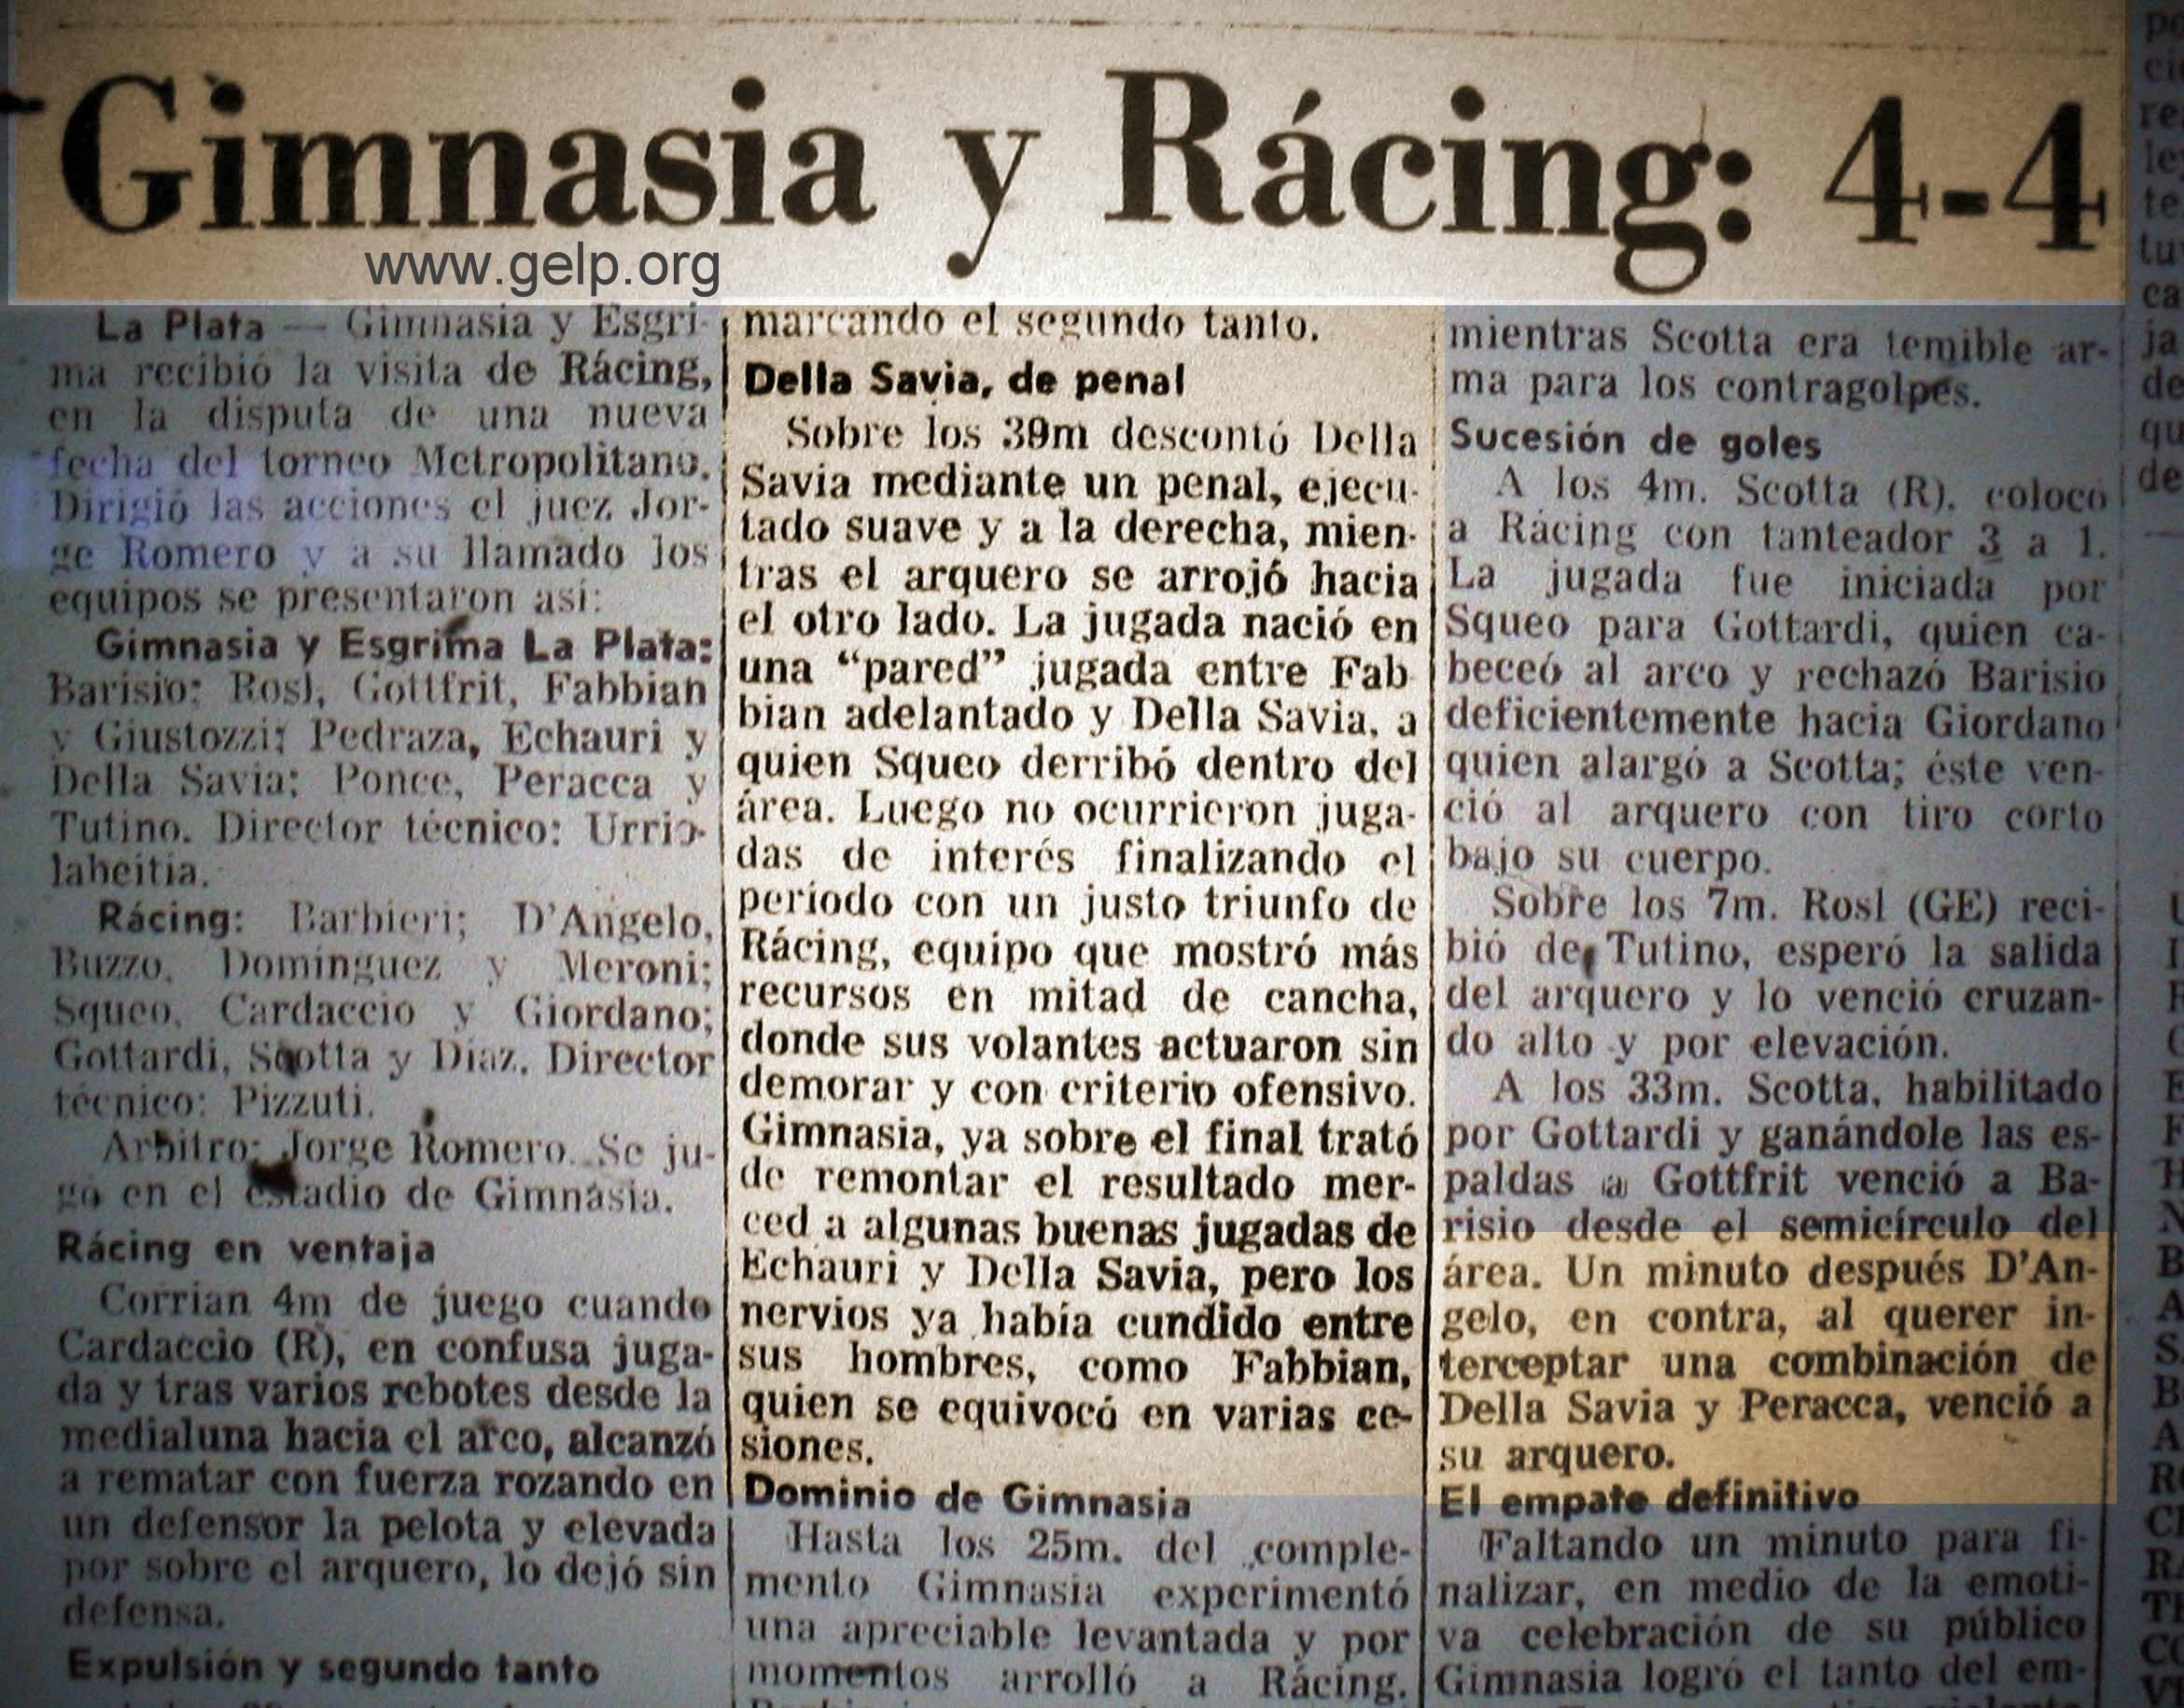 Gimnasia y Rácing: 4-4
www.gelp.org
La Plata — Gimnasia y Esgri-
ma recibió la visita de Rácing,
en la disputa de una nueva
fecha del torneo Metropolitano.
Dirigió las acciones el juez Jor-
ge Romero y a su llamado los
equipos se presentaron así:
Gimnasia y Esgrima La Plata:
Barisio; Rosl, Gottfrit, Fabbian
y Giustozzi; Pedraza, Echauri y
Della Savia; Ponce, Peracca y
Tutino. Director técnico: Urrio-
labeitía.
Rácing: Barbieri; D'Angelo,
Buzzo, Domínguez y Meroni;
Squeo, Cardaccio y Giordano;
Gottardi, Scotta y Díaz. Director
técnico: Pizzuti.
Arbitro: Jorge Romero. Se ju-
gó en el estadio de Gimnasia.
Rácing en ventaja
Corrían 4m de juego cuando
Cardaccio (R), en confusa juga-
da y tras varios rebotes desde la
medialuna hacia el arco, alcanzó
a rematar con fuerza rozando en
un defensor la pelota y elevada
por sobre el arquero, lo dejó sin
defensa.
Expulsión y segundo tanto
marcando el segundo tanto.
Della Savia, de penal
Sobre los 39m descontó Della
Savia mediante un penal, ejecu-
tado suave y a la derecha, mien-
tras el arquero se arrojó hacia
el otro lado. La jugada nació en
una "pared" jugada entre Fab
bian adelantado y Della Savia, a
quien Squeo derribó dentro del
área. Luego no ocurrieron juga-
das de interés finalizando el
período con un justo triunfo de
Rácing, equipo que mostró más
recursos en mitad de cancha,
donde sus volantes actuaron sin
demorar y con criterio ofensivo.
Gimnasia, ya sobre el final trató
de remontar el resultado mer-
ced a algunas buenas jugadas de
Echauri y Della Savia, pero los
nervios ya había cundido entre
sus hombres, como Fabbian,
quien se equivocó en varias ce-
siones.
Dominio de Gimnasia
Hasta los 25m. del comple-
mento Gimnasia experimentó
una apreciable levantada y por
momentos arrolló a Rácing.
mientras Scotta era temible ar-
ma para los contragolpes.
Sucesión de goles
A los 4m. Scotta (R). colocó
a Rácing con tanteador 3 a 1.
La jugada fue iniciada por
Squeo para Gottardi, quien ca-
beceó al arco y rechazó Barisio
deficientemente hacia Giordano
quien alargó a Scotta; éste ven-
ció al arquero con tiro corto
bajo su cuerpo.
Sobre los 7m. Rosl (GE) reci-
bió de Tutino, esperó la salida
del arquero y lo venció cruzan-
do alto y por elevación.
A los 33m. Scotta, habilitado
por Gottardi y ganándole las es-
paldas a Gottfrit venció a Ba-
risio desde el semicírculo del
área. Un minuto después D'An-
gelo, en contra, al querer in-
terceptar una combinación de
Della Savia y Peracca, venció a
su arquero.
El empate definitivo
Faltando un minuto para fi-
nalizar, en medio de la emoti-
va celebración de su público
Gimnasia logró el tanto del em-